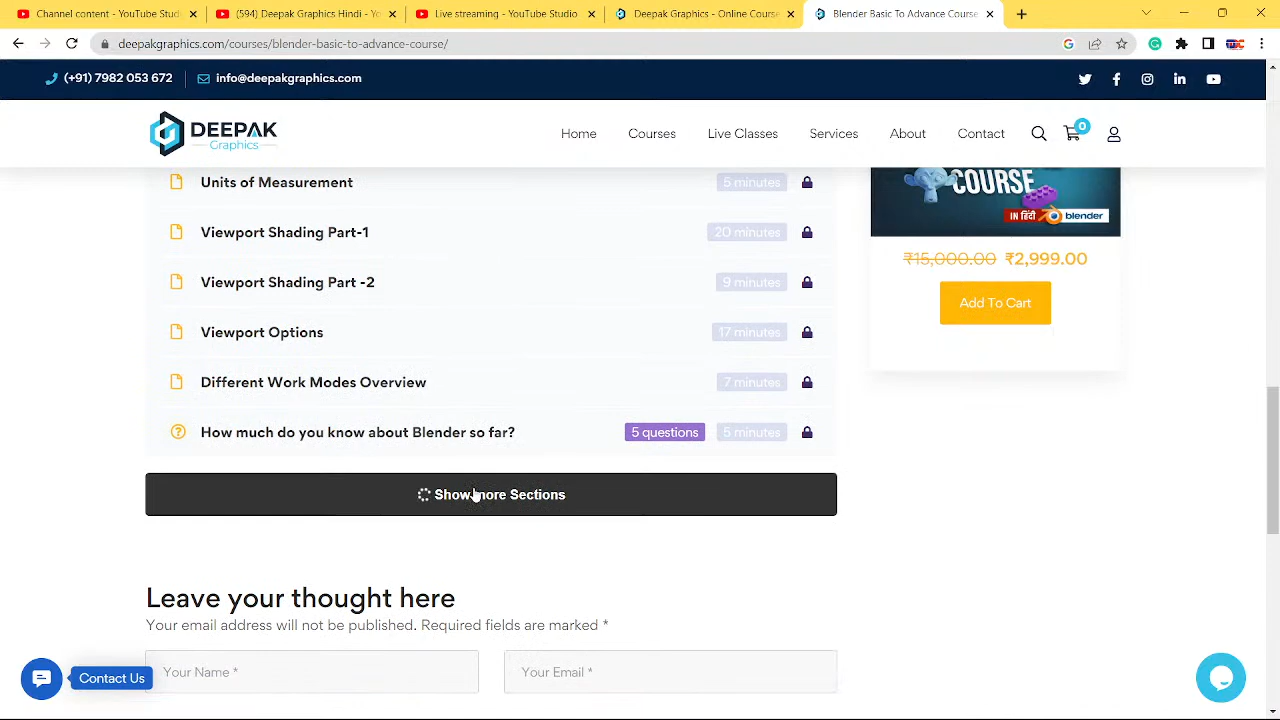 Channel content - YouTube Studi
(594) Deepak Graphics Hindi - Yo
Live streaming - YouTube Studio
Deepak Graphics - Online Course
Blender Basic To Advance Course
deepakgraphics.com/courses/blender-basic-to-advance-course/
(+91) 7982 053 672
info@deepakgraphics.com
DEEPAK
Graphics
Home
Courses
Live Classes
Services
About
Contact
0
Units of Measurement
5 minutes
Viewport Shading Part-1
20 minutes
Viewport Shading Part -2
9 minutes
Viewport Options
17 minutes
Different Work Modes Overview
7 minutes
How much do you know about Blender so far?
5 questions
5 minutes
Show more Sections
COURSE
IN हिंदी blender
₹15,000.00 ₹2,999.00
Add To Cart
Leave your thought here
Your email address will not be published. Required fields are marked *
Your Name *
Your Email *
Contact Us